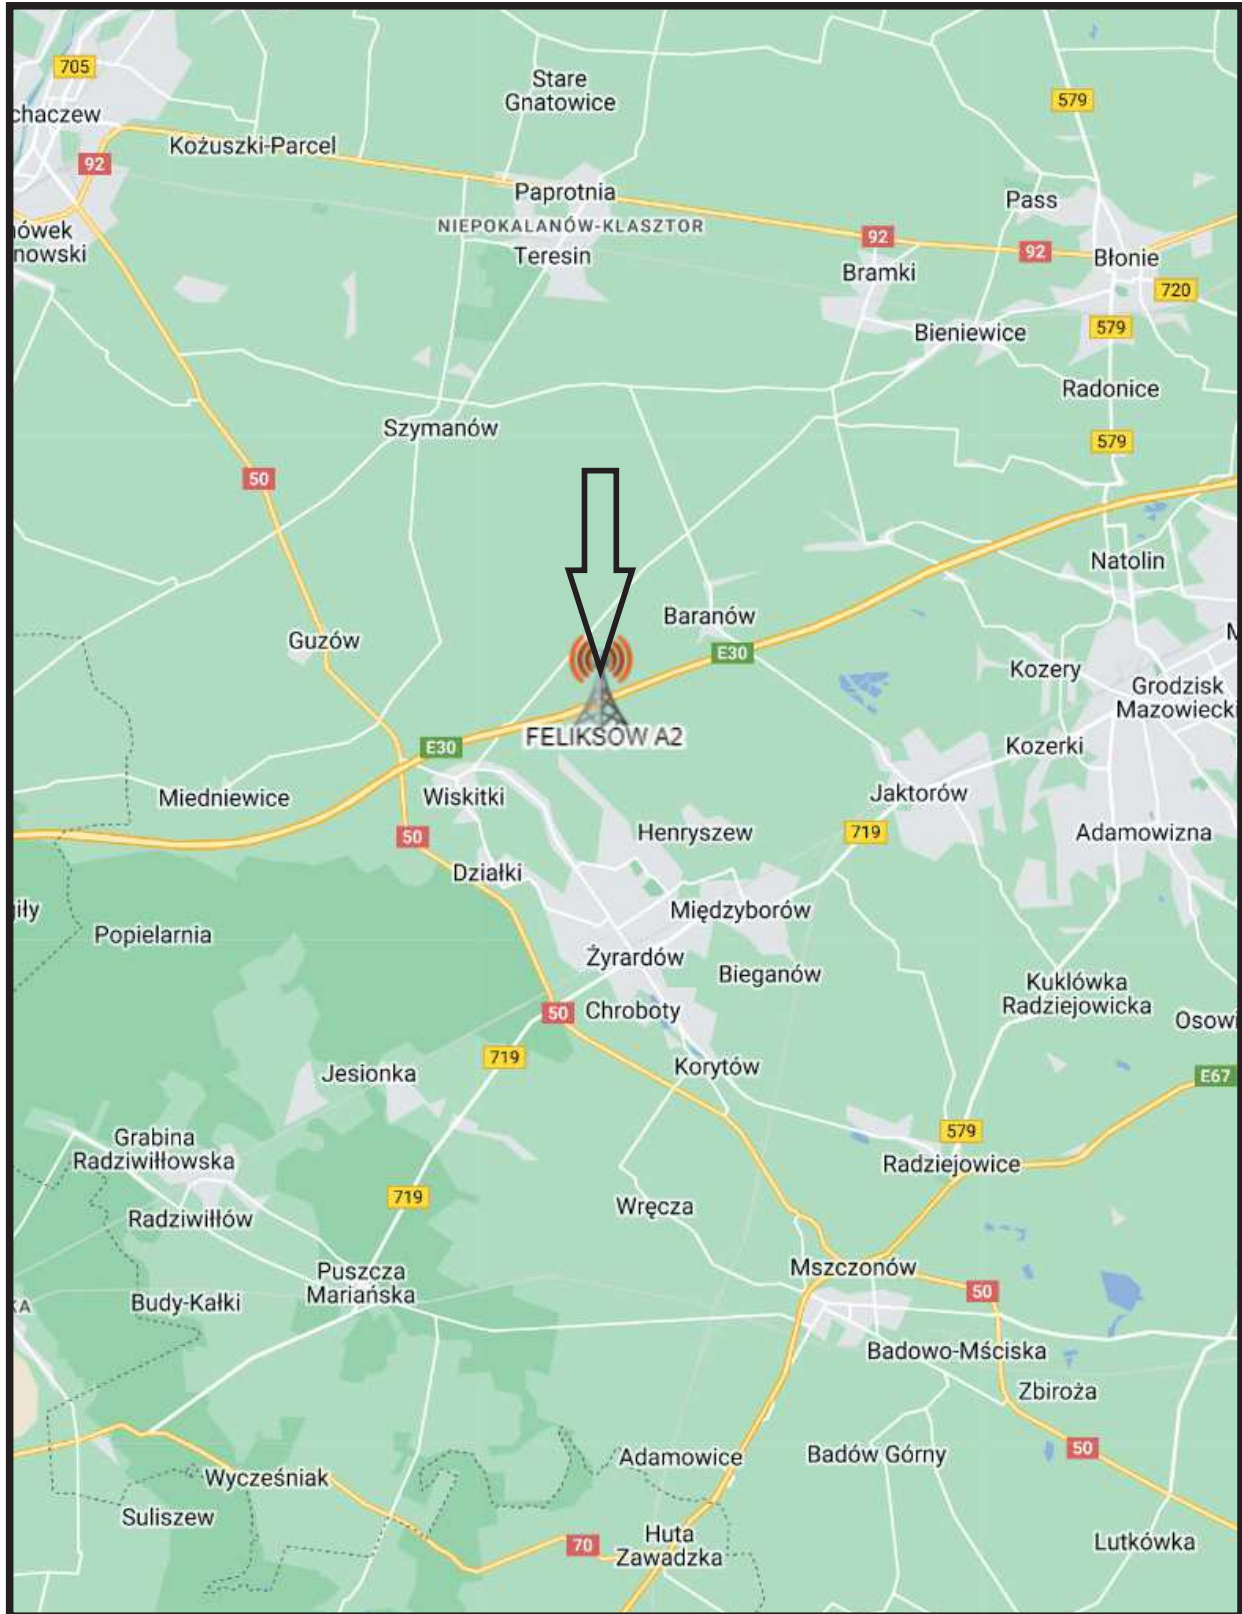 705
Stare
Gnatowice
579
chaczew
Kożuszki-Parcel
92
Paprotnia
Pass
NIEPOKALANÓW-KLASZTOR
Teresin
92
92
Błonie
nowski
Bramki
720
579
Bieniewice
Radonice
Szymanów
579
50
Natolin
Baranów
Guzów
E30
Kozery
Grodzisk
Mazowiecki
FELIKSÓW A2
E30
Kozerki
Miedniewice
Wiskitki
Jaktorów
50
Henryszew
719
Adamowizna
Działki
Międzyborów
Popielarnia
Żyrardów
Bieganów
Kuklówka
Radziejowicka
50
Chroboty
Osowi
719
Jesionka
Korytów
E67
Grabina
Radziwiłłowska
579
Radziejowice
719
Radziwiłłów
Wręcza
Puszcza
Mariańska
Mszczonów
Budy-Kałki
50
KA
Badowo-Mściska
Zbiroża
Adamowice
Badów Górny
50
Wycześniak
Suliszew
70
Huta
Zawadzka
Lutkówka